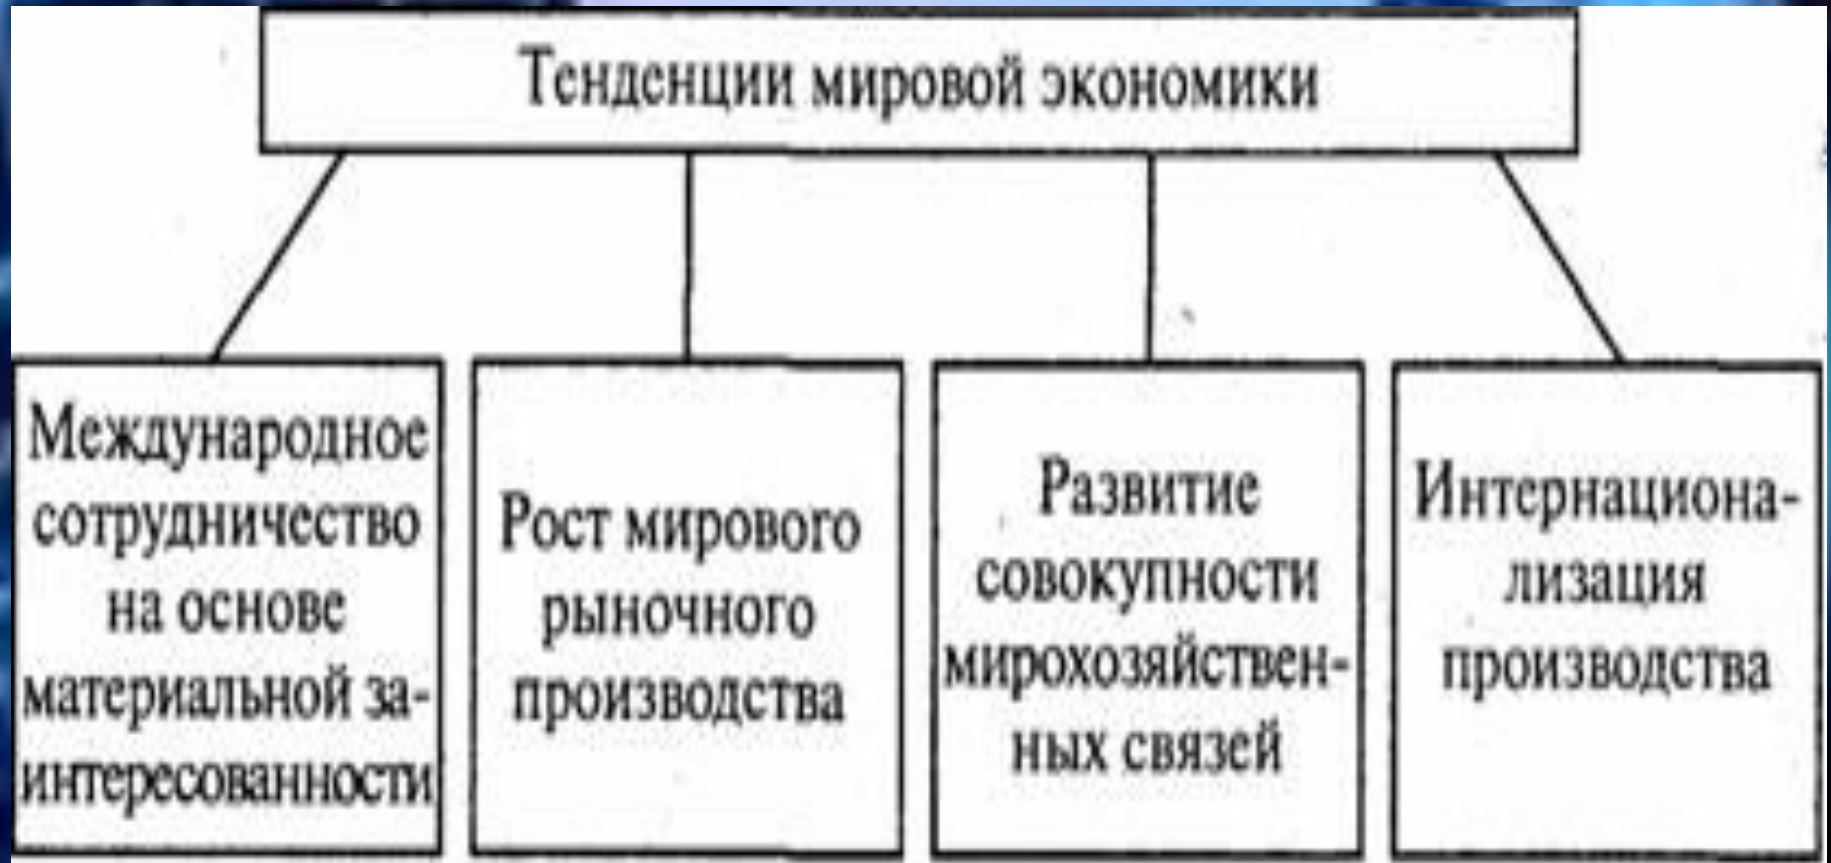 Тенденции мировой экономики
Международное
сотрудничество
на основе
материальной за-
интересованности
Рост мирового
рыночного
производства
Развитие
совокупности
мирохозяйствен-
ных связей
Интернациона-
лизация
производства